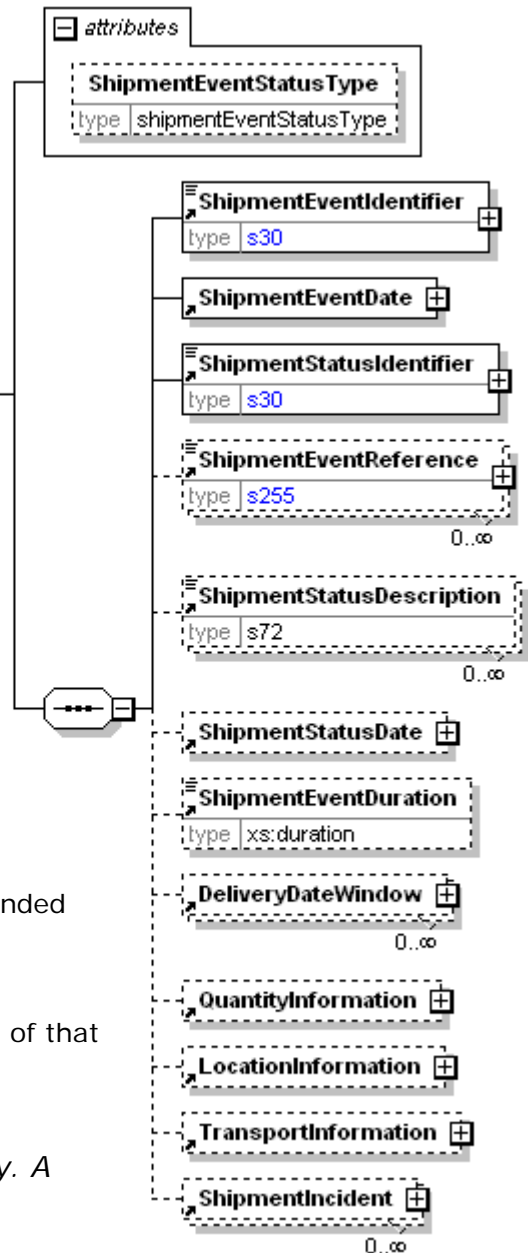 attributes
ShipmentEventStatusType
type shipmentEventStatusType
ShipmentEventIdentifier
type s30
ShipmentEventDate
ShipmentStatusIdentifier
type s30
ShipmentEventReference
type s255
0..∞
ShipmentStatusDescription
type s72
0..∞
ShipmentStatusDate
ShipmentEventDuration
type xs:duration
nded
DeliveryDateWindow
0..∞
QuantityInformation
of that
LocationInformation
TransportInformation
y. A
ShipmentIncident
0..∞